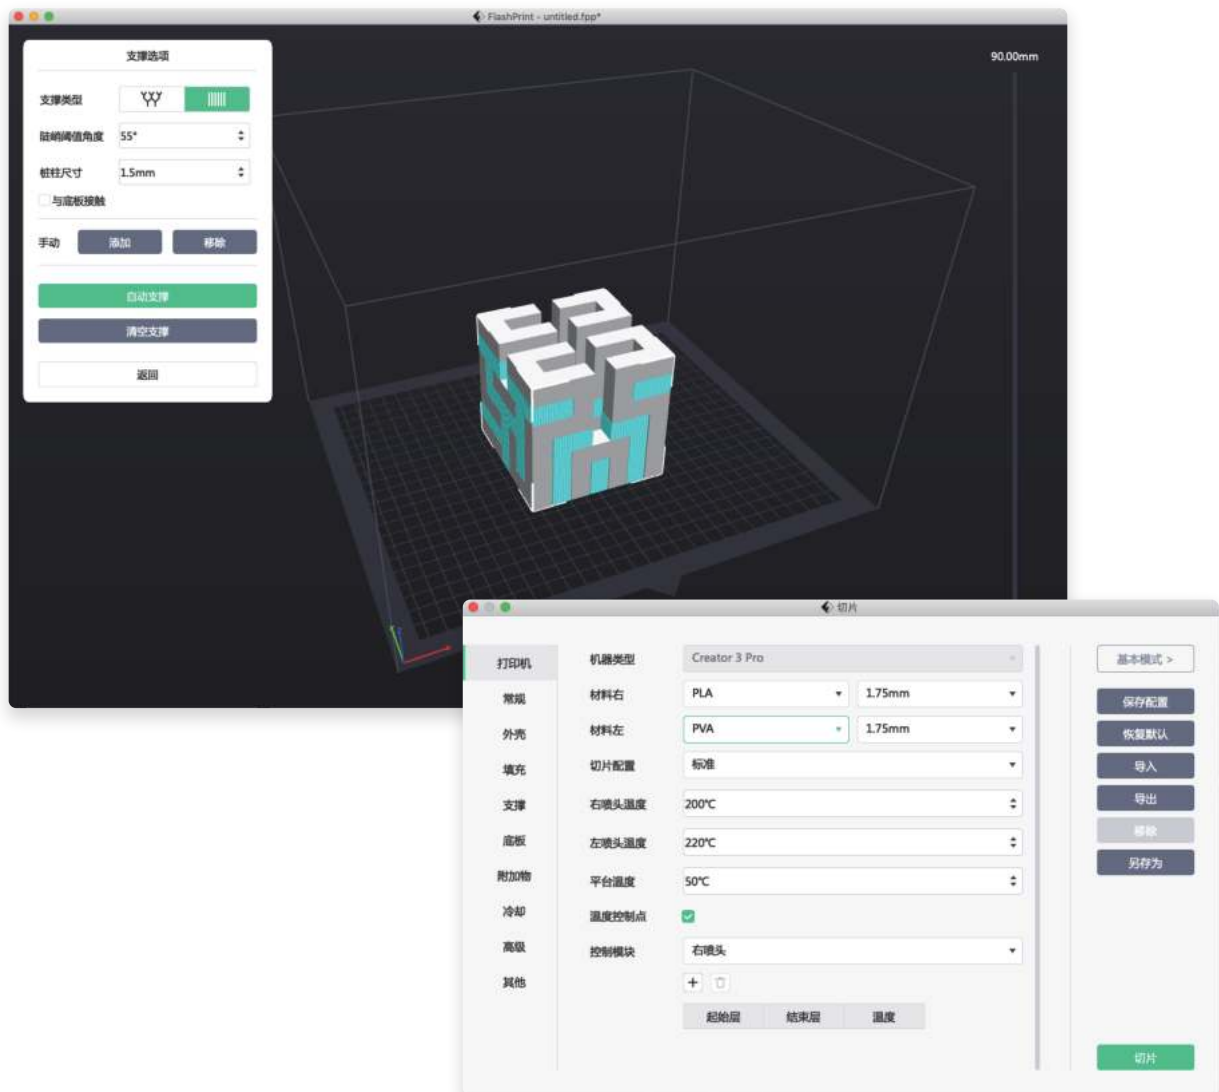 FlashPrint - untitled.fpp*
支撑选项
90.00mm
支撑类型
陡峭阈值角度 55°
桩柱尺寸 1.5mm
与底板接触
手动 添加 移除
自动支撑
清空支撑
返回
切片
打印机
常规
外壳
填充
支撑
底板
附加物
冷却
高级
其他
机器类型 Creator 3 Pro
材料右 PLA 1.75mm
材料左 PVA 1.75mm
切片配置 标准
右喷头温度 200℃
左喷头温度 220℃
平台温度 50℃
温度控制点
控制模块 右喷头
起始层 结束层 温度
基本模式 >
保存配置
恢复默认
导入
导出
移除
另存为
切片